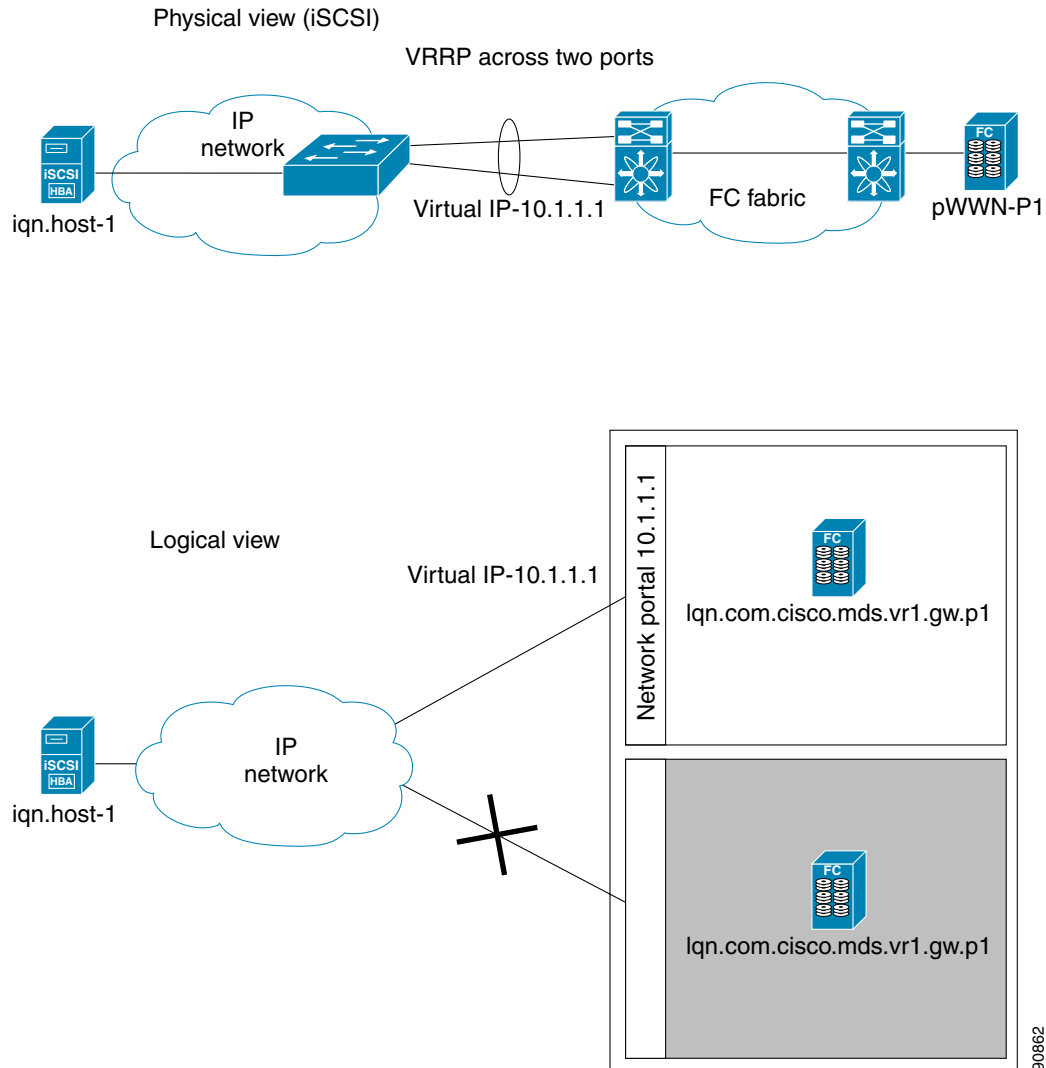 Physical view (iSCSI)
VRRP across two ports
IP
network
iSCSI
HBA
iqn.host-1
Virtual IP-10.1.1.1
FC fabric
FC
pWWN-P1
Logical view
Virtual IP-10.1.1.1
Network portal 10.1.1.1
FC
lqn.com.cisco.mds.vr1.gw.p1
IP
network
iSCSI
HBA
iqn.host-1
FC
lqn.com.cisco.mds.vr1.gw.p1
90862